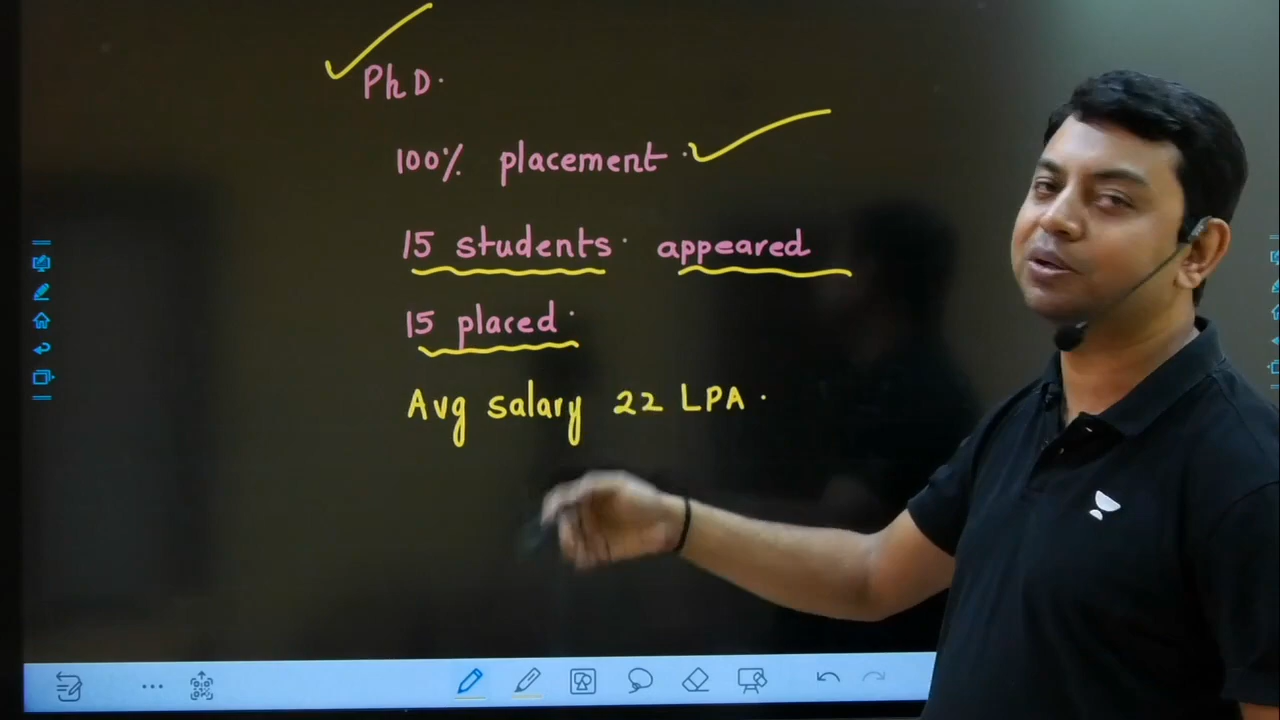 PhD.
100% placement.
15 students. appeared
15 placed.
Avg salary 22 LPA.